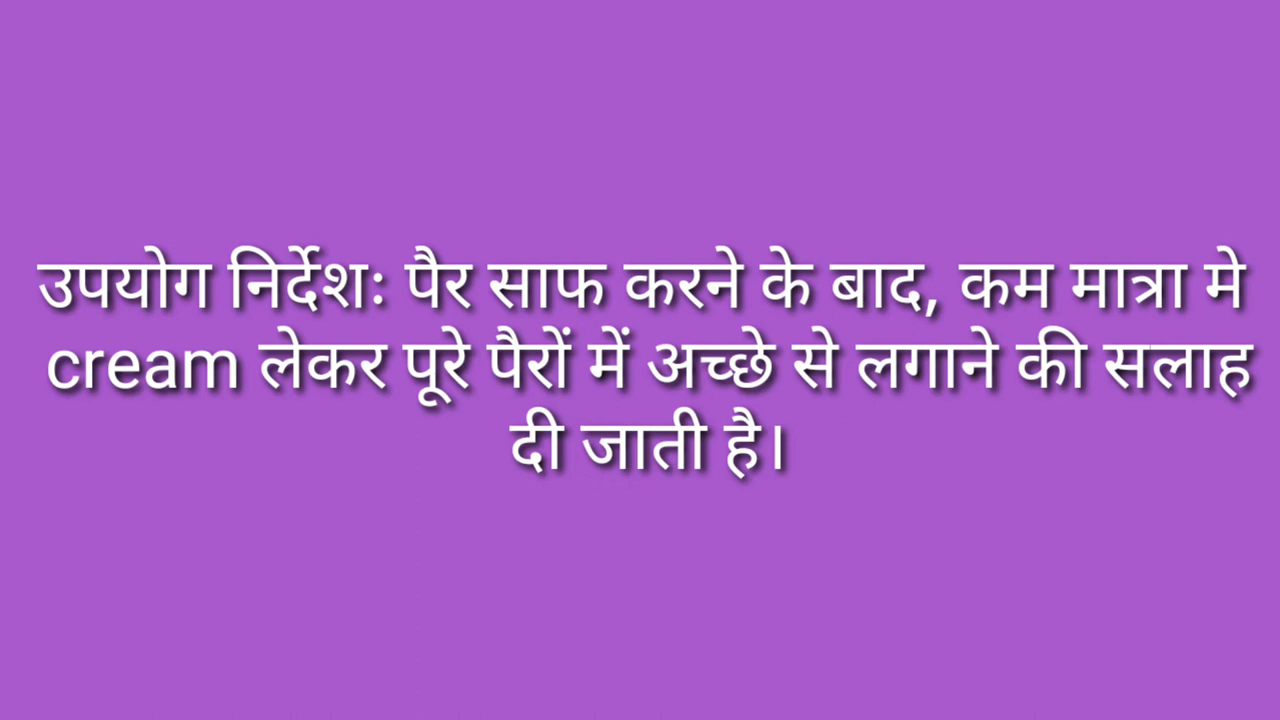 उपयोग निर्देशः पैर साफ करने के बाद, कम मात्रा मे
cream लेकर पूरे पैरों में अच्छे से लगाने की सलाह
दी जाती है।